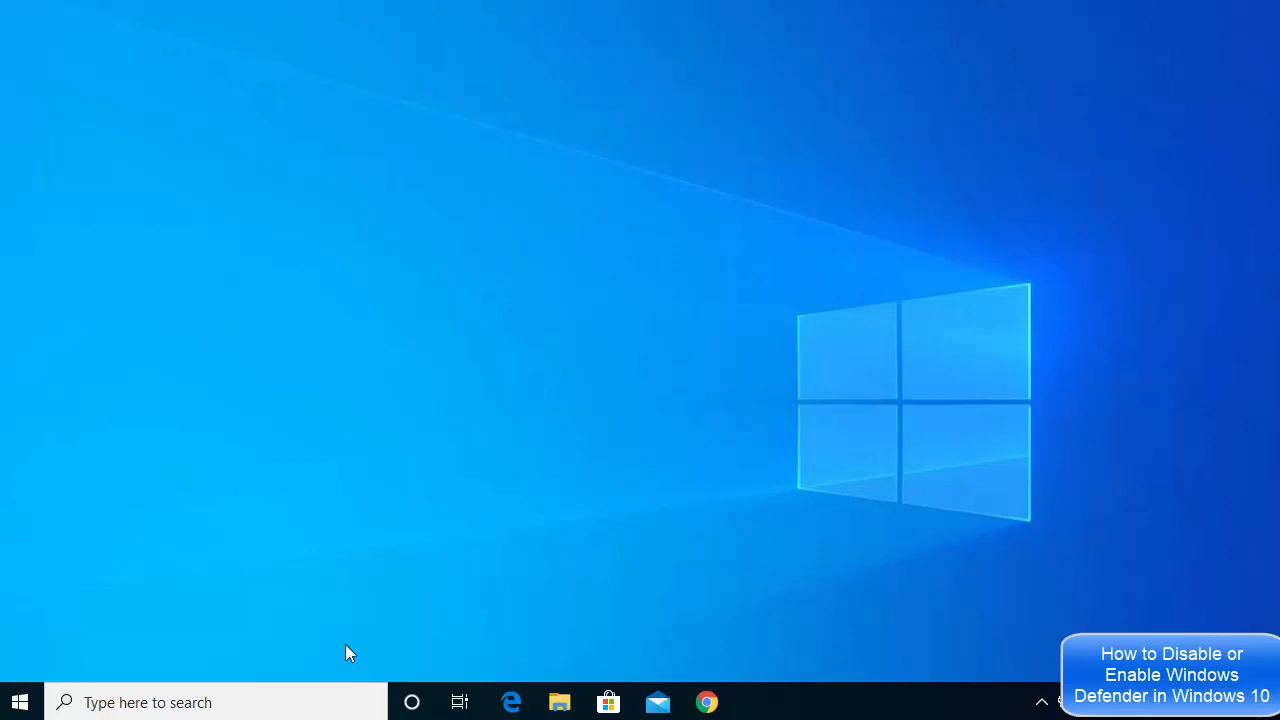 Type here to search
How to Disable or
Enable Windows
Defender in Windows 10